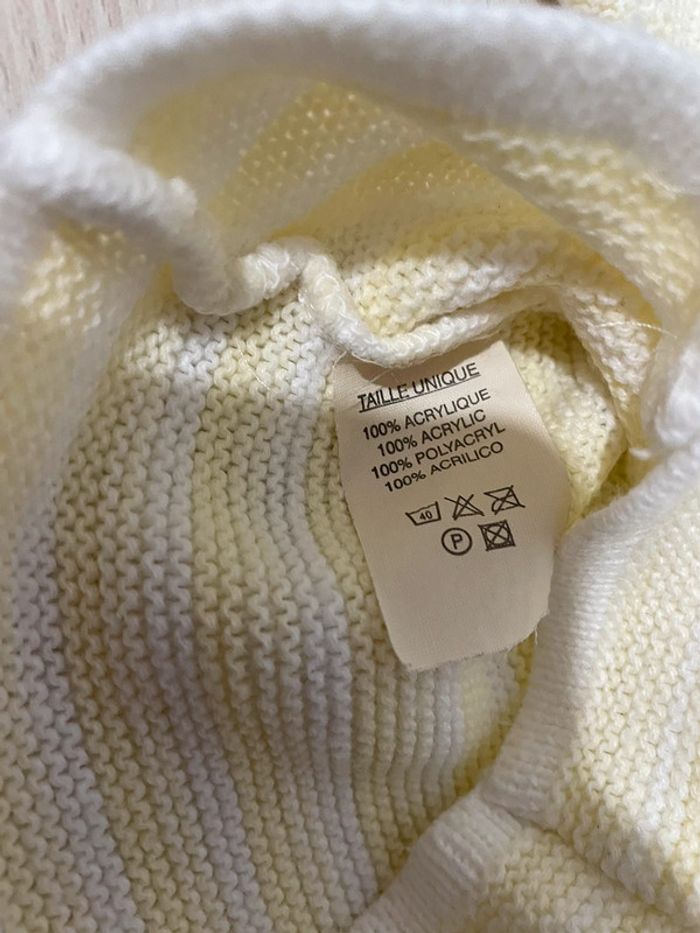 TAILLE UNIQUE
100% ACRYLIQUE
100% ACRYLIC
100% POLYACRYL
100% ACRILICO
40
P